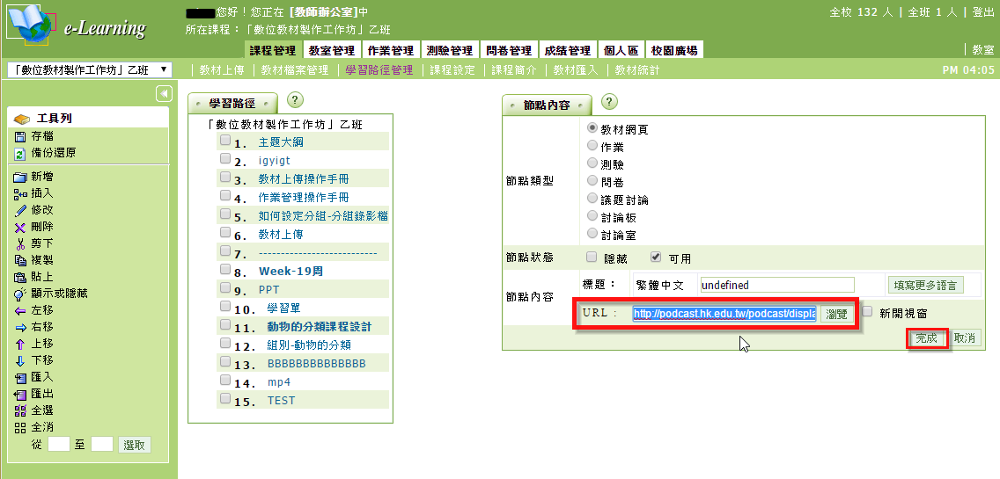 e-Learning
您好！您正在 [教師辦公室]中
所在課程：「數位教材製作工作坊」乙班
全校 132 人 | 全班 1 人 | 登出
課程管理 教室管理 作業管理 測驗管理 問卷管理 成績管理 個人區 校園廣場
| 教室
「數位教材製作工作坊」乙班 ▼
| 教材上傳 | 教材檔案管理 | 學習路徑管理 | 課程設定 | 課程簡介 | 教材匯入 | 教材統計
PM 04:05
工具列
存檔
備份還原
新增
插入
修改
刪除
剪下
複製
貼上
顯示或隱藏
左移
右移
上移
下移
匯入
匯出
全選
全消
從 至 選取
學習路徑
?
「數位教材製作工作坊」乙班
1. 主題大綱
2. igyigt
3. 教材上傳操作手冊
4. 作業管理操作手冊
5. 如何設定分組-分組錄影檔
6. 教材上傳
7. ---------------------------
8. Week-19周
9. PPT
10. 學習單
11. 動物的分類課程設計
12. 組別-動物的分類
13. BBBBBBBBBBBBBB
14. mp4
15. TEST
節點內容
?
節點類型
教材網頁
作業
測驗
問卷
議題討論
討論板
討論室
節點狀態 隱藏 可用
節點內容
標題： 繁體中文 undefined 填寫更多語言
URL： http://podcast.hk.edu.tw/podcast/displa 瀏覽 新開視窗
完成 取消